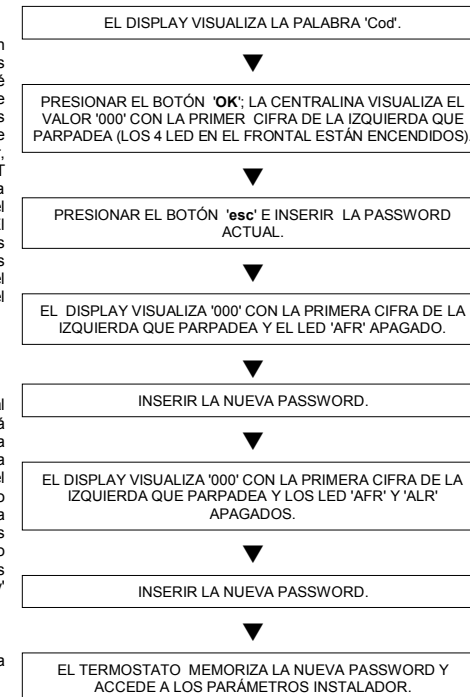 EL DISPLAY VISUALIZA LA PALABRA 'Cod'.
PRESIONAR EL BOTÓN 'OK'; LA CENTRALINA VISUALIZA EL
VALOR '000' CON LA PRIMER CIFRA DE LA IZQUIERDA QUE
PARPADEA (LOS 4 LED EN EL FRONTAL ESTÁN ENCENDIDOS).
PRESIONAR EL BOTÓN 'esc' E INSERIR LA PASSWORD
ACTUAL.
EL DISPLAY VISUALIZA '000' CON LA PRIMERA CIFRA DE LA
IZQUIERDA QUE PARPADEA Y EL LED 'AFR' APAGADO.
INSERIR LA NUEVA PASSWORD.
EL DISPLAY VISUALIZA '000' CON LA PRIMERA CIFRA DE LA
IZQUIERDA QUE PARPADEA Y LOS LED 'AFR' Y 'ALR'
APAGADOS.
INSERIR LA NUEVA PASSWORD.
EL TERMOSTATO MEMORIZA LA NUEVA PASSWORD Y
ACCEDE A LOS PARÁMETROS INSTALADOR.